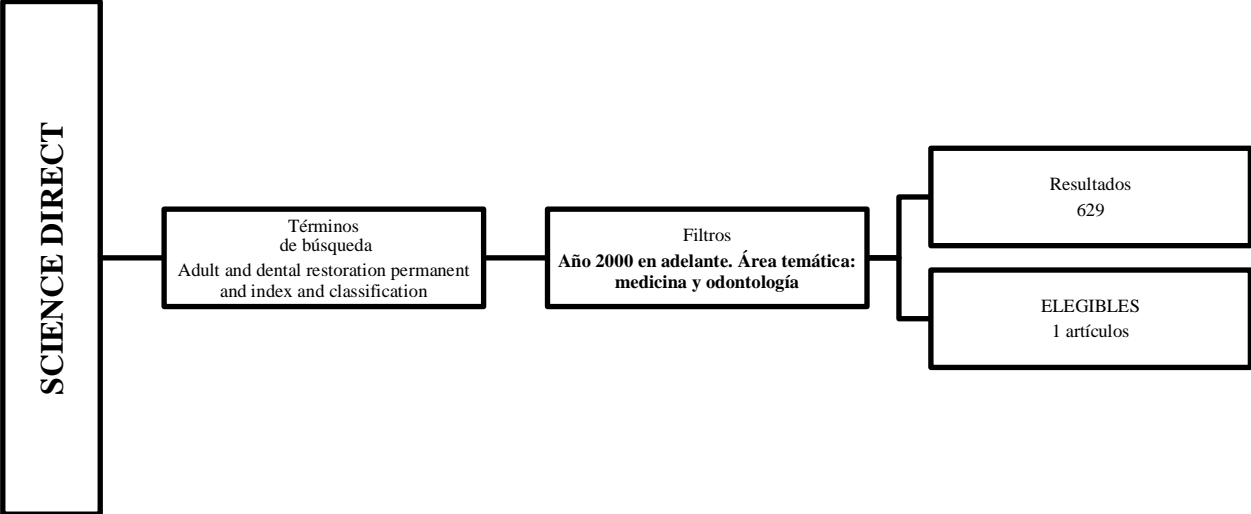 SCIENCE DIRECT
Términos
de búsqueda
Adult and dental restoration permanent
and index and classification
Filtros
Año 2000 en adelante. Área temática:
medicina y odontología
Resultados
629
ELEGIBLES
1 artículos